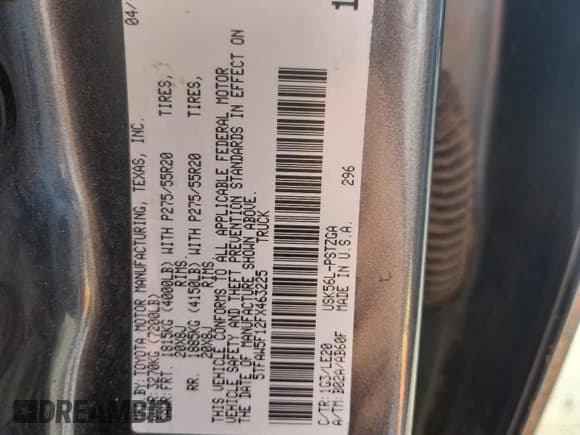 04/ 1
BY: TOYOTA MOTOR MANUFACTURING, TEXAS, INC.
3270KG (7200LB)
FRT. 1815KG (4000LB) WITH P275/55R20 TIRES,
20X8J RIMS.
RR. 1885KG (4150LB) WITH P275/55R20 TIRES,
20X8J RIMS.
THIS VEHICLE CONFORMS TO ALL APPLICABLE FEDERAL MOTOR
VEHICLE SAFETY AND THEFT PREVENTION STANDARDS IN EFFECT ON
THE DATE OF MANUFACTURE SHOWN ABOVE.
5TFAW5F12FX463225 TRUCK
C/TR: 1G3/LE20 USK56L-PSTZGA 296
A/TM: B02A/AB60F MADE IN U.S.A.
DREAMBID